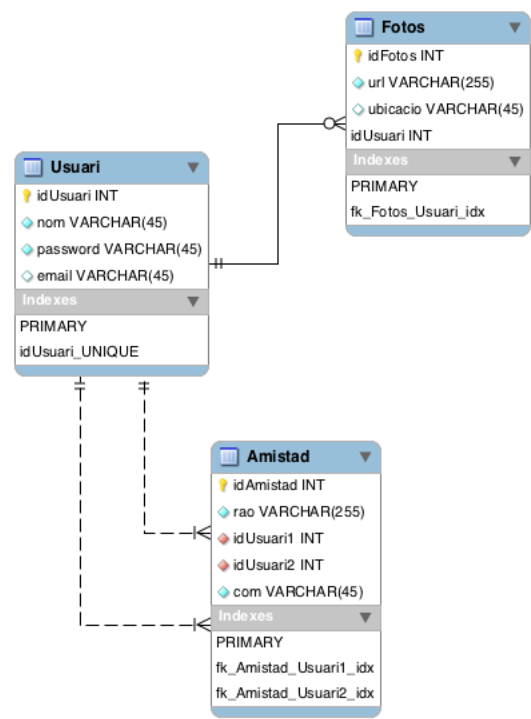 Fotos
idFotos INT
url VARCHAR(255)
ubicacio VARCHAR(45)
idUsuari INT
Indexes
PRIMARY
fk_Fotos_Usuari_idx
Usuari
idUsuari INT
nom VARCHAR(45)
password VARCHAR(45)
email VARCHAR(45)
Indexes
PRIMARY
idUsuari_UNIQUE
Amistad
idAmistad INT
rao VARCHAR(255)
idUsuari1 INT
idUsuari2 INT
com VARCHAR(45)
Indexes
PRIMARY
fk_Amistad_Usuari1_idx
fk_Amistad_Usuari2_idx